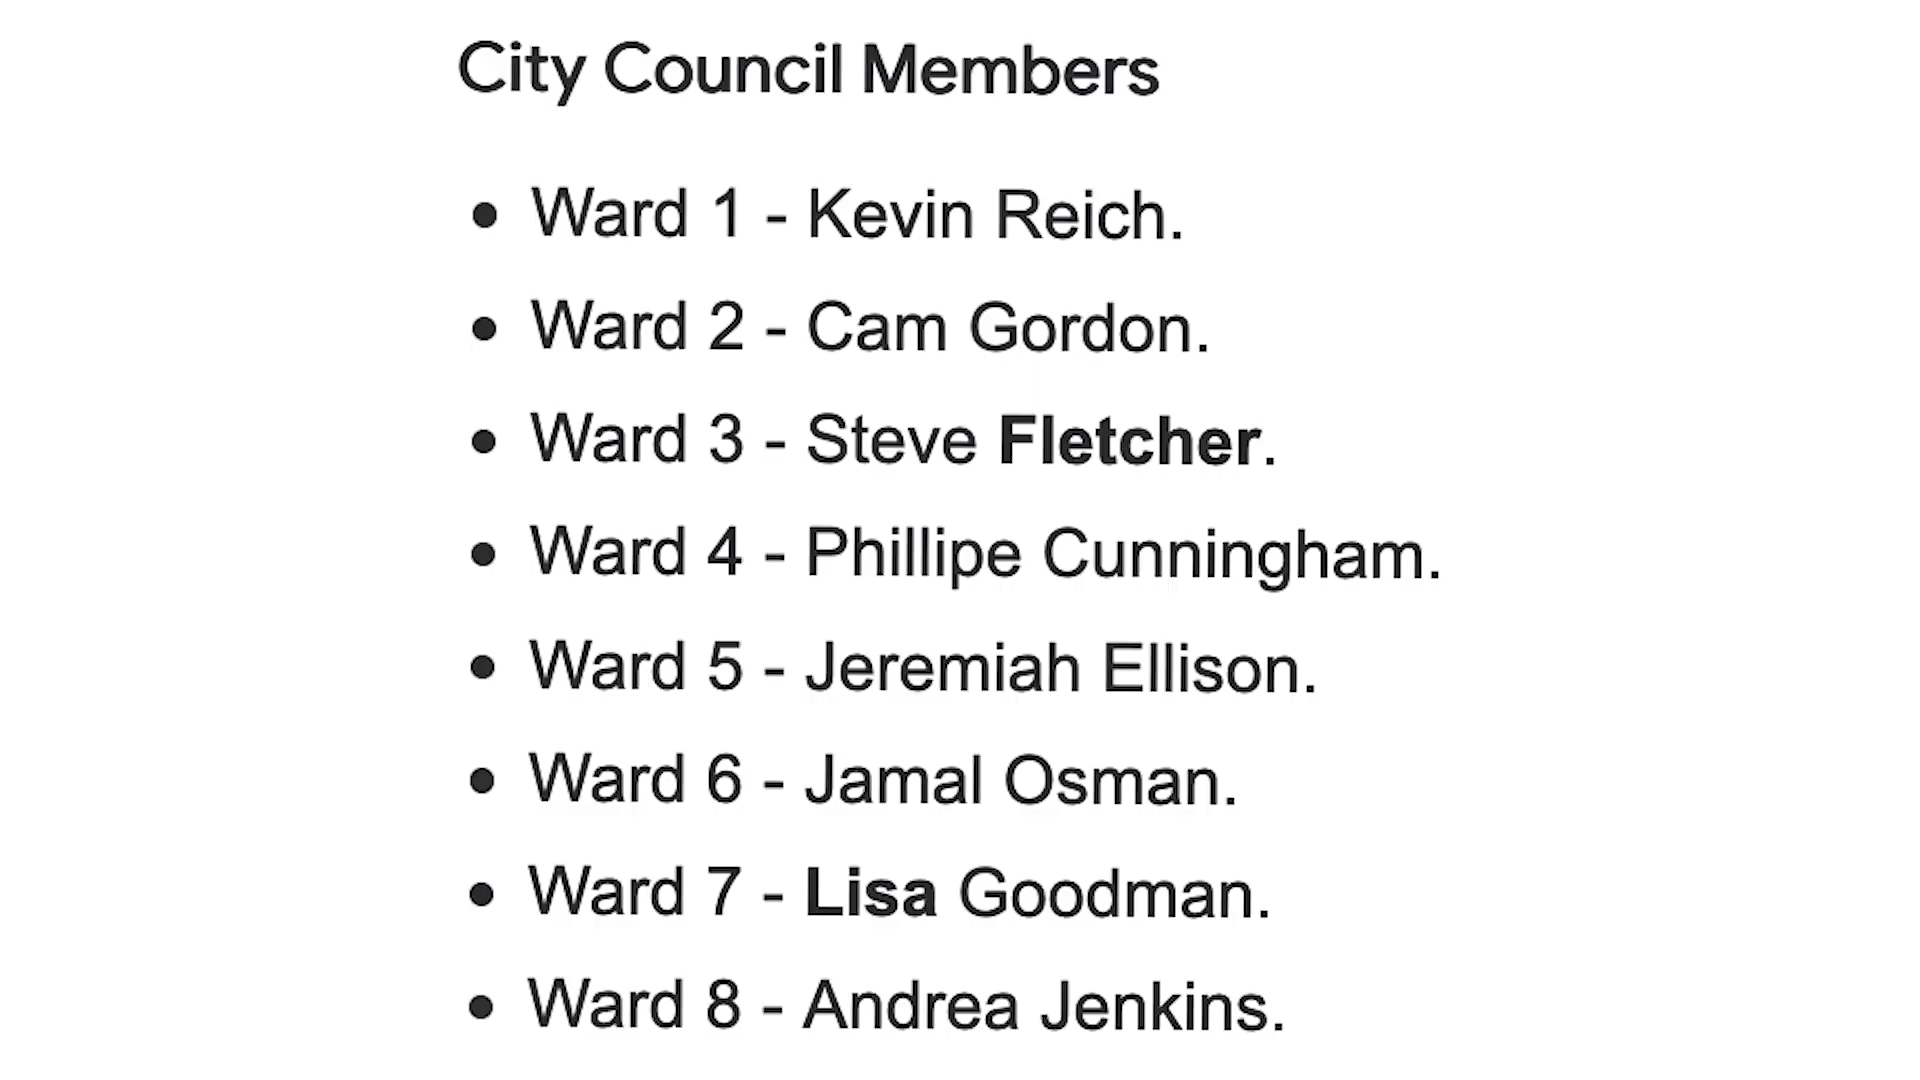 City Council Members
• Ward 1 - Kevin Reich.
• Ward 2 - Cam Gordon.
• Ward 3 - Steve Fletcher.
• Ward 4 - Phillipe Cunningham.
• Ward 5 - Jeremiah Ellison.
• Ward 6 - Jamal Osman.
• Ward 7 - Lisa Goodman.
• Ward 8 - Andrea Jenkins.